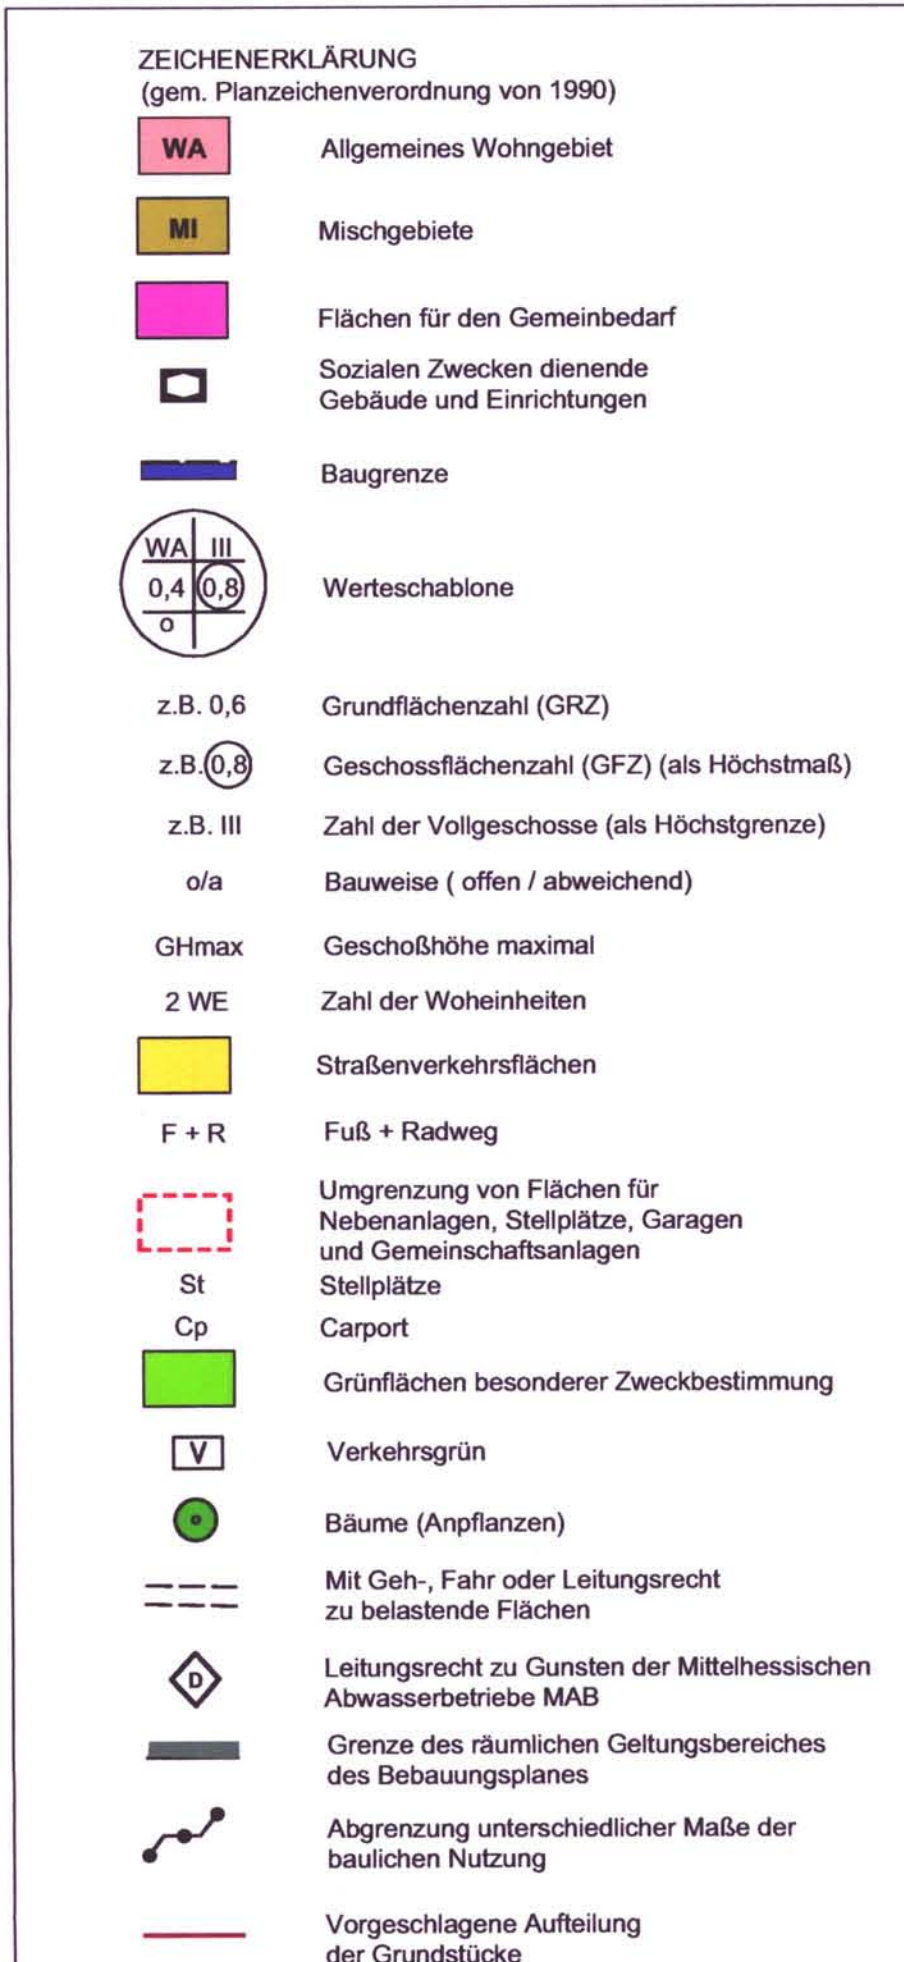 ZEICHENERKLÄRUNG
(gem. Planzeichenverordnung von 1990)
WA Allgemeines Wohngebiet
MI Mischgebiete
Flächen für den Gemeinbedarf
Sozialen Zwecken dienende
Gebäude und Einrichtungen
Baugrenze
WA III
0,4 0,8 Werteschablone
o
z.B. 0,6 Grundflächenzahl (GRZ)
z.B. 0,8 Geschossflächenzahl (GFZ) (als Höchstmaß)
z.B. III Zahl der Vollgeschosse (als Höchstgrenze)
o/a Bauweise ( offen / abweichend)
GHmax Geschoßhöhe maximal
2 WE Zahl der Woheinheiten
Straßenverkehrsflächen
F + R Fuß + Radweg
Umgrenzung von Flächen für
Nebenanlagen, Stellplätze, Garagen
und Gemeinschaftsanlagen
St Stellplätze
Cp Carport
Grünflächen besonderer Zweckbestimmung
V Verkehrsgrün
Bäume (Anpflanzen)
Mit Geh-, Fahr oder Leitungsrecht
zu belastende Flächen
D Leitungsrecht zu Gunsten der Mittelhessischen
Abwasserbetriebe MAB
Grenze des räumlichen Geltungsbereiches
des Bebauungsplanes
Abgrenzung unterschiedlicher Maße der
baulichen Nutzung
Vorgeschlagene Aufteilung
der Grundstücke